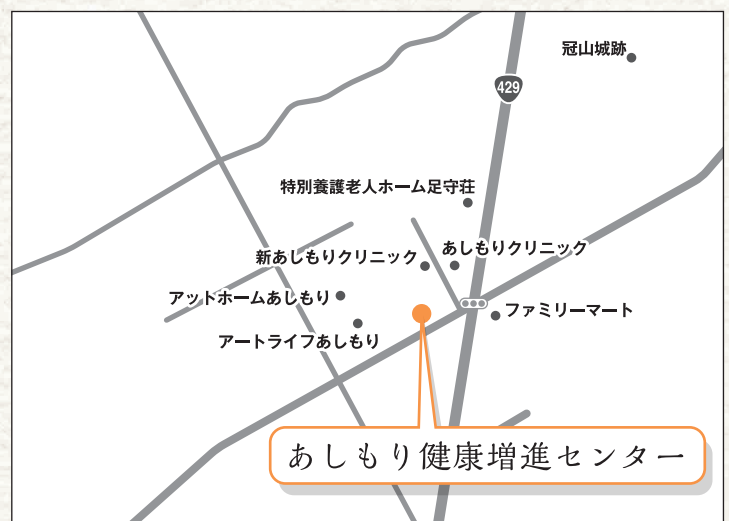 冠山城跡
429
特別養護老人ホーム足守荘
あしもりクリニック
新あしもりクリニック
アットホームあしもり
ファミリーマート
アートライフあしもり
あしもり健康増進センター